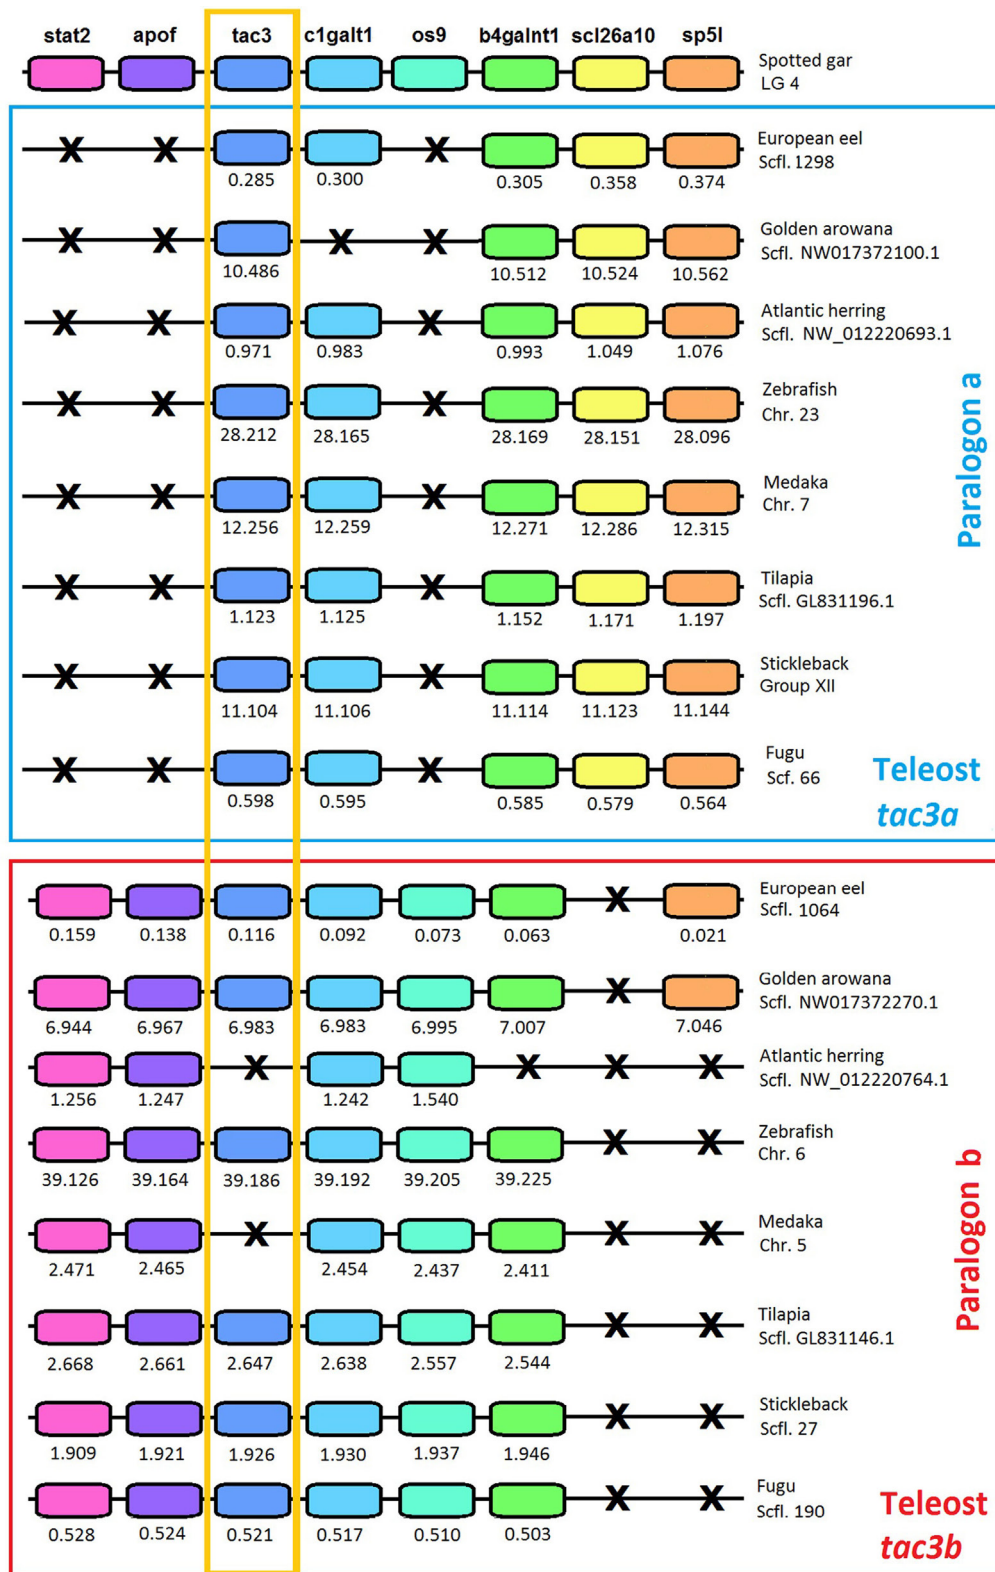 stat2 apof tac3 c1galt1 os9 b4galnt1 scl26a10 sp5l
Spotted gar
LG 4
X X X
European eel
Scfl. 1298
0.285 0.300 0.305 0.358 0.374
X X X X
Golden arowana
Scfl. NW017372100.1
10.486 10.512 10.524 10.562
X X X
Atlantic herring
Scfl. NW_012220693.1
0.971 0.983 0.993 1.049 1.076
X X X
Zebrafish
Chr. 23
28.212 28.165 28.169 28.151 28.096
X X X
Medaka
Chr. 7
12.256 12.259 12.271 12.286 12.315
X X X
Tilapia
Scfl. GL831196.1
1.123 1.125 1.152 1.171 1.197
X X X
Stickleback
Group XII
11.104 11.106 11.114 11.123 11.144
X X X
Fugu
Scf. 66
0.598 0.595 0.585 0.579 0.564
Paralogon a
Teleost
tac3a
X
European eel
Scfl. 1064
0.159 0.138 0.116 0.092 0.073 0.063 0.021
X
Golden arowana
Scfl. NW017372270.1
6.944 6.967 6.983 6.983 6.995 7.007 7.046
X X X X
Atlantic herring
Scfl. NW_012220764.1
1.256 1.247 1.242 1.540
X X
Zebrafish
Chr. 6
39.126 39.164 39.186 39.192 39.205 39.225
X X X
Medaka
Chr. 5
2.471 2.465 2.454 2.437 2.411
X X
Tilapia
Scfl. GL831146.1
2.668 2.661 2.647 2.638 2.557 2.544
X X
Stickleback
Scfl. 27
1.909 1.921 1.926 1.930 1.937 1.946
X X
Fugu
Scfl. 190
0.528 0.524 0.521 0.517 0.510 0.503
Paralogon b
Teleost
tac3b